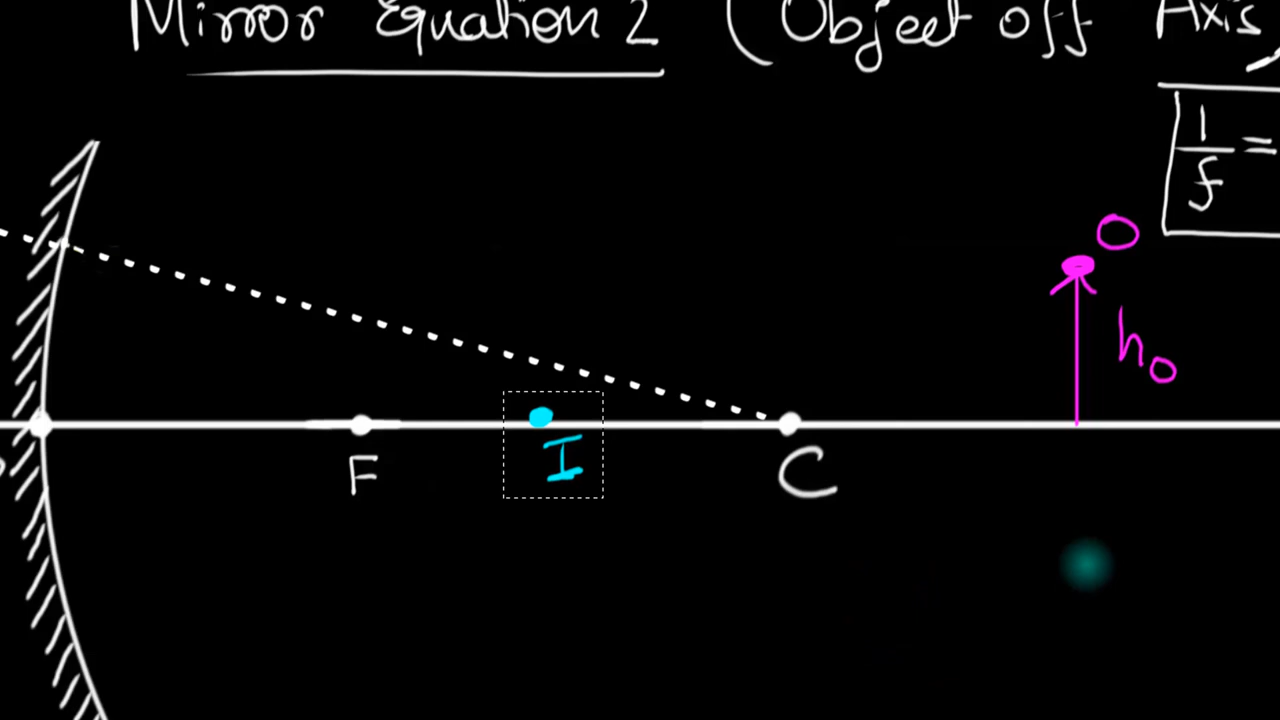 Mirror Equation 2 (Object off Axis)
1/f =
O
h₀
F
I
C